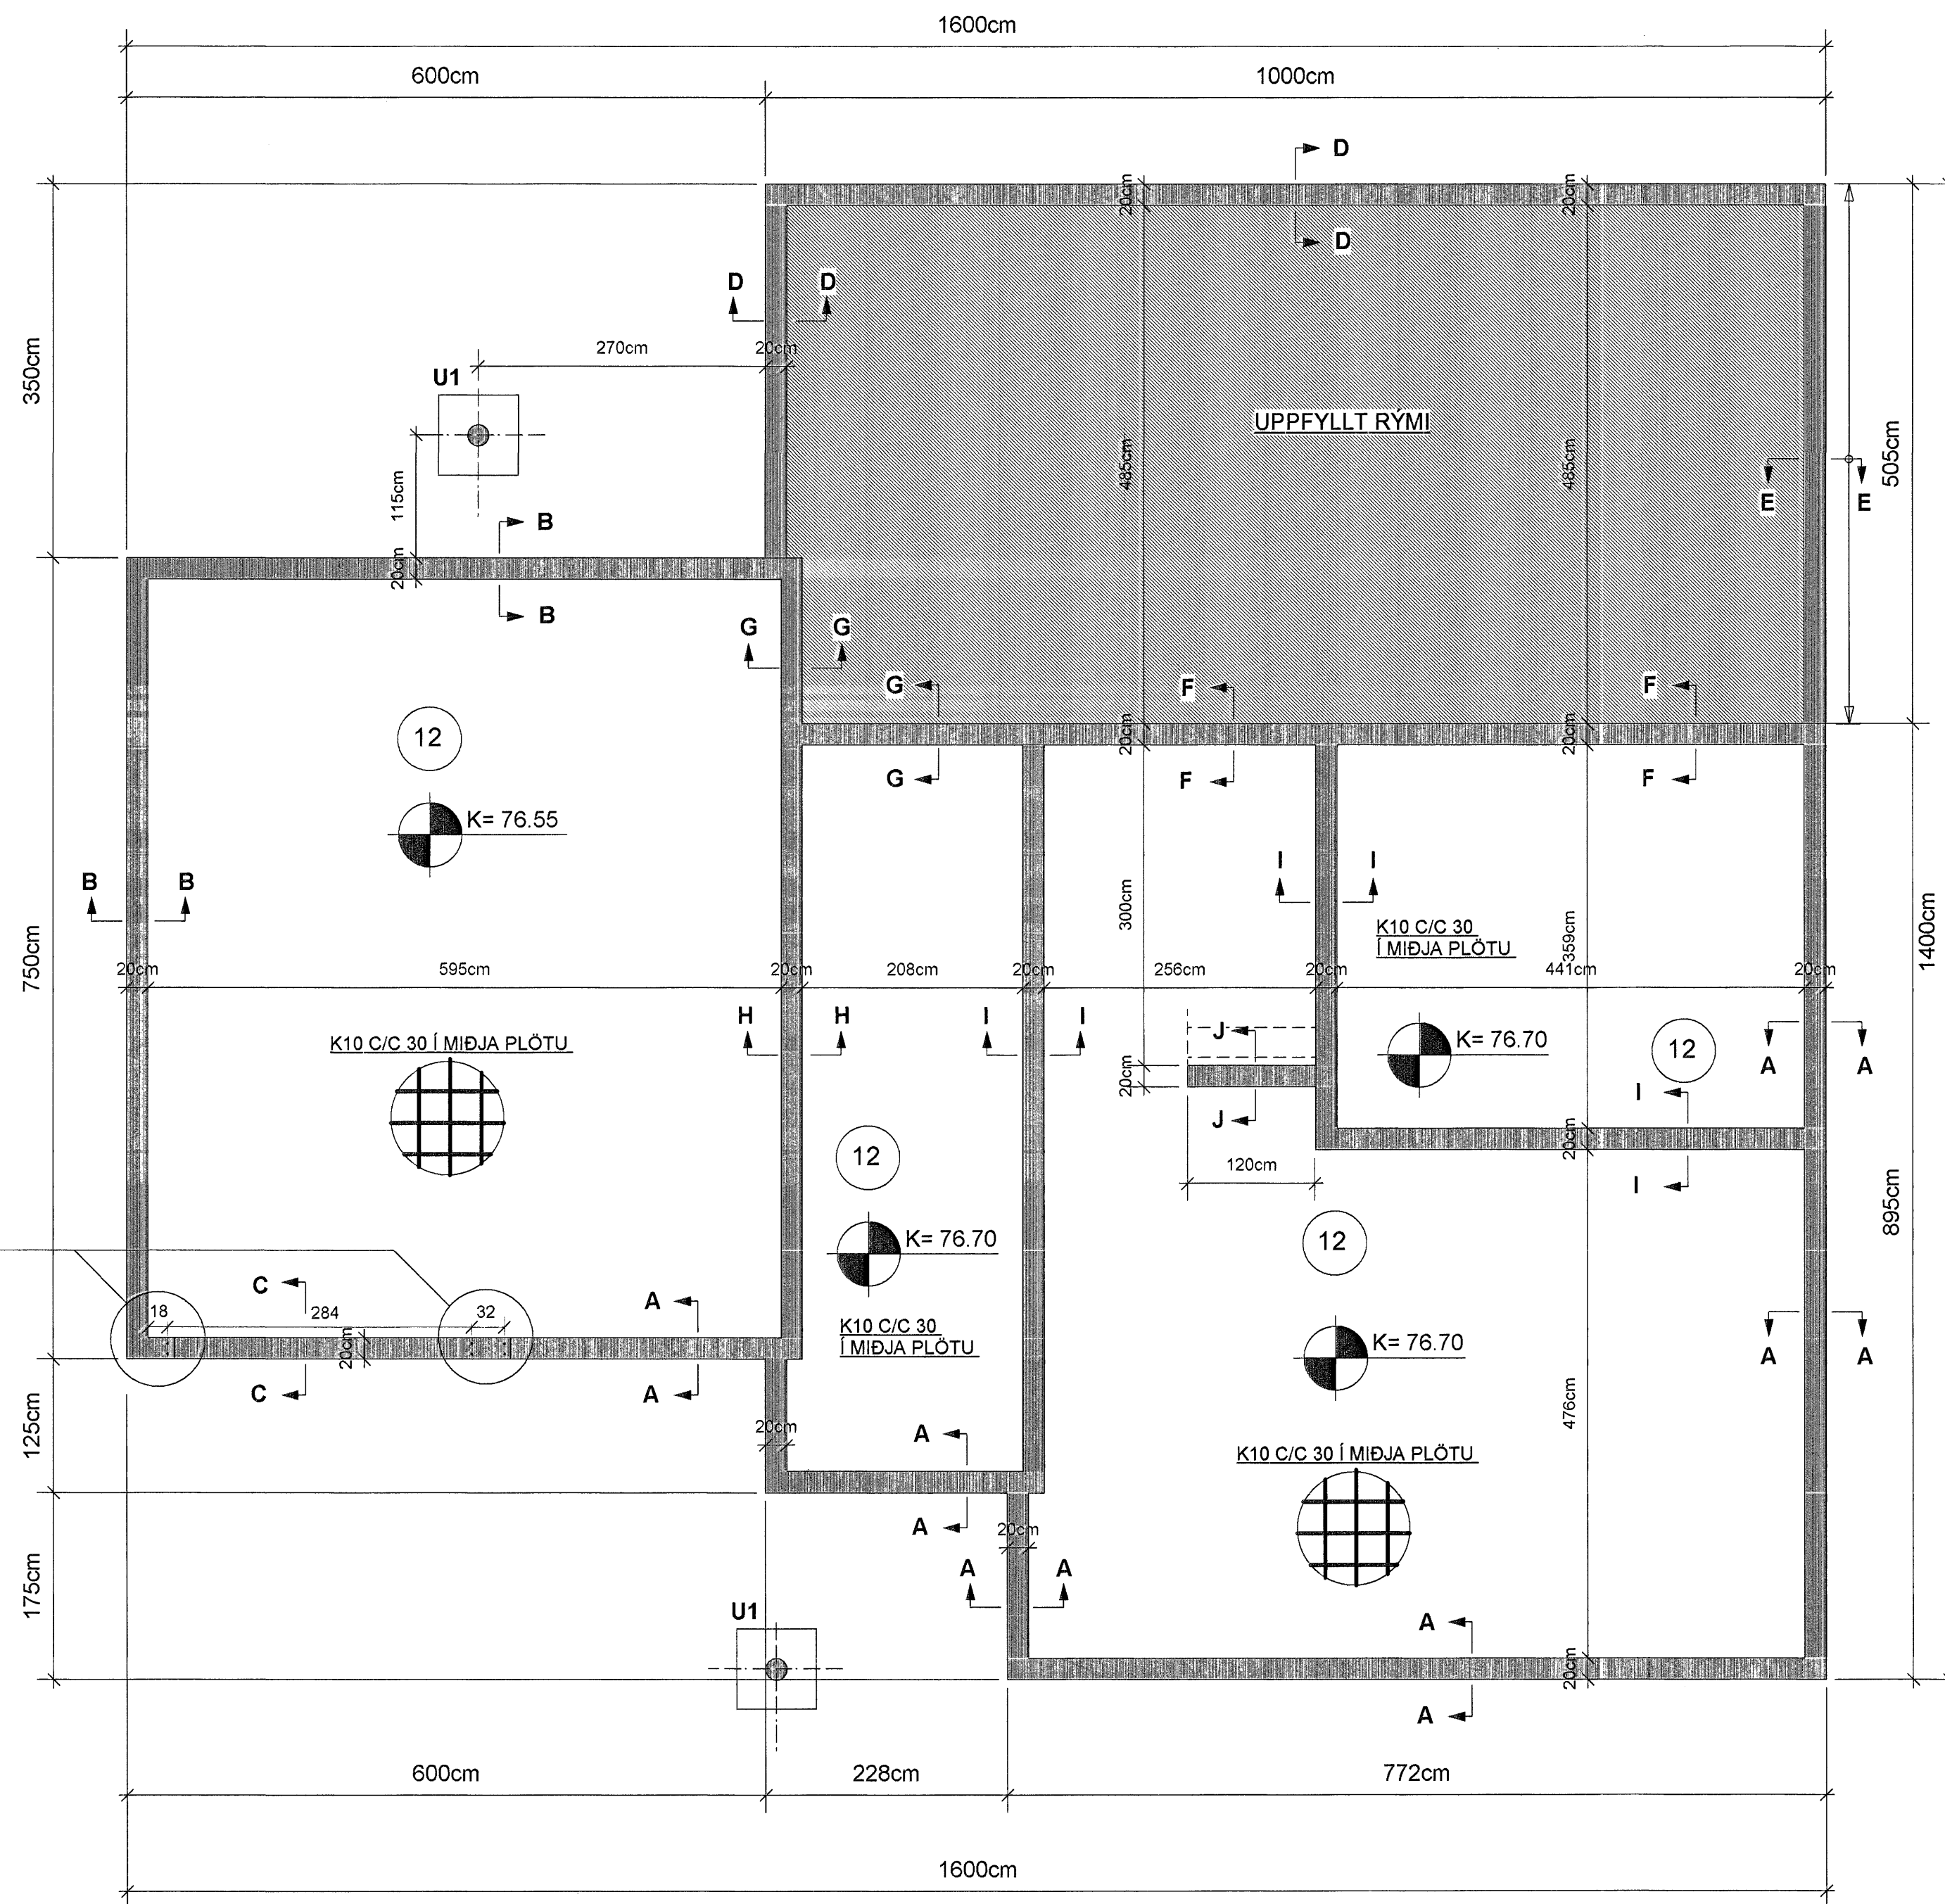 1600cm
600cm
1000cm
D
20cm
20cm
D
D
D
270cm
20cm
350cm
U1
UPPFYLLT RÝMI
485cm
485cm
505cm
115cm
E
E
B
20cm
B
G
G
G
F
F
12
20cm
20cm
G
F
F
K= 76.55
I
I
B
B
300cm
K10 C/C 30
Í MIÐJA PLÖTU
359cm
1400cm
750cm
20cm
595cm
20cm
208cm
20cm
256cm
20cm
441cm
20cm
H
H
I
I
J
K10 C/C 30 Í MIÐJA PLÖTU
K= 76.70
12
A
A
20cm
I
J
12
20cm
120cm
I
895cm
K= 76.70
12
C
A
18
284
32
K10 C/C 30
Í MIÐJA PLÖTU
20cm
K= 76.70
A
A
C
A
125cm
20cm
A
476cm
K10 C/C 30 Í MIÐJA PLÖTU
A
20cm
A
A
175cm
U1
A
20cm
A
600cm
228cm
772cm
1600cm